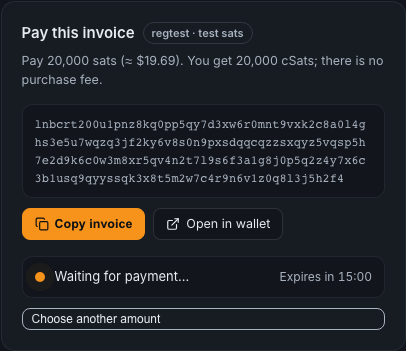 Pay this invoice regtest · test sats
Pay 20,000 sats (≈ $19.69). You get 20,000 cSats; there is no
purchase fee.
lnbcrt200u1pnz8kq0pp5qy7d3xw6r0mnt9vxk2c8a0l4g
hs3e5u7wqzq3jf2ky6v8s0n9pxsdqqcqzzsxqyz5vqsp5h
7e2d9k6c0w3m8xr5qv4n2t7l9s6f3a1g8j0p5q2z4y7x6c
3b1usq9qyyssqk3x8t5m2w7c4r9n6v1z0q8l3j5h2f4
Copy invoice Open in wallet
Waiting for payment... Expires in 15:00
Choose another amount